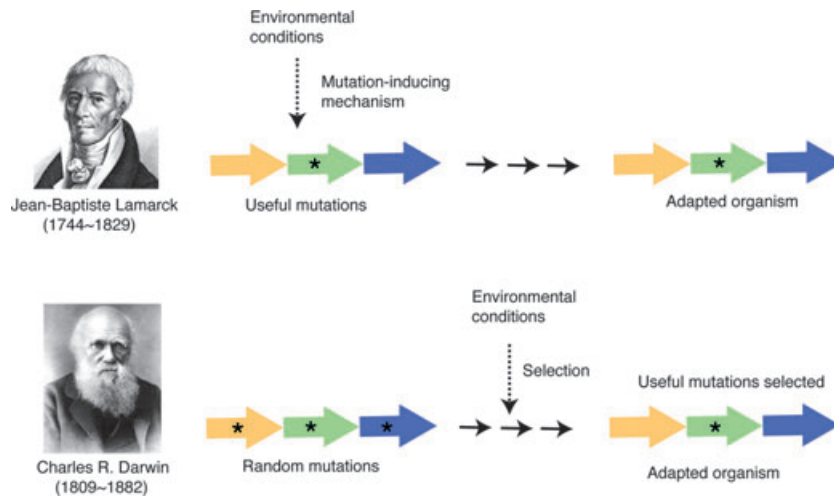 Environmental
conditions
Mutation-inducing
mechanism
*
*
Jean-Baptiste Lamarck
(1744~1829)
Useful mutations
Adapted organism
Environmental
conditions
Selection
Useful mutations selected
* * *
*
Charles R. Darwin
(1809~1882)
Random mutations
Adapted organism